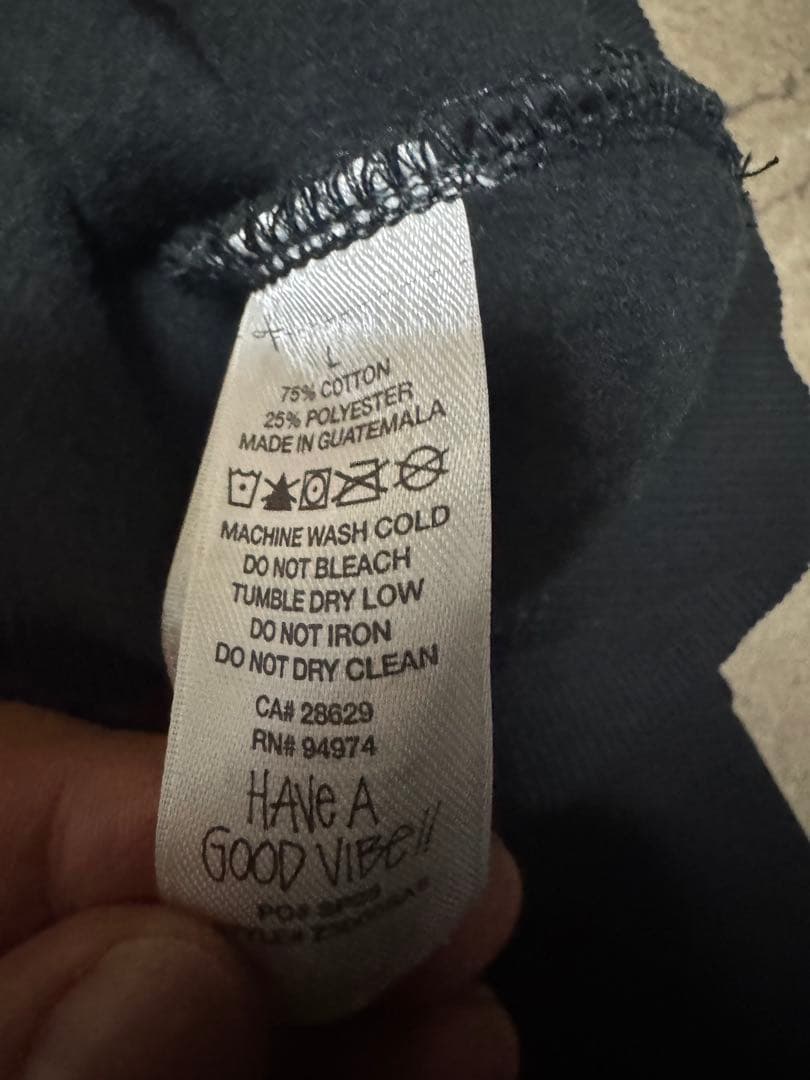 L
75% COTTON
25% POLYESTER
MADE IN GUATEMALA
MACHINE WASH COLD
DO NOT BLEACH
TUMBLE DRY LOW
DO NOT IRON
DO NOT DRY CLEAN
CA# 28629
RN# 94974
HAVe A
GOOD VIBe!!
PO#